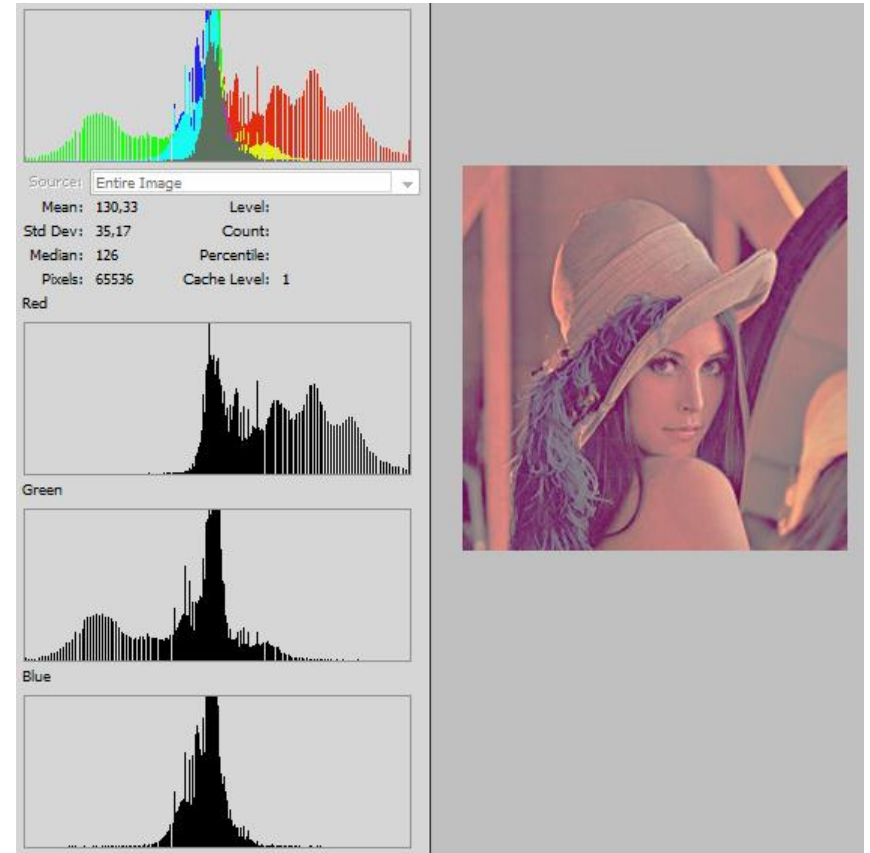 Source: Entire Image
Mean: 130,33 Level:
Std Dev: 35,17 Count:
Median: 126 Percentile:
Pixels: 65536 Cache Level: 1
Red
Green
Blue